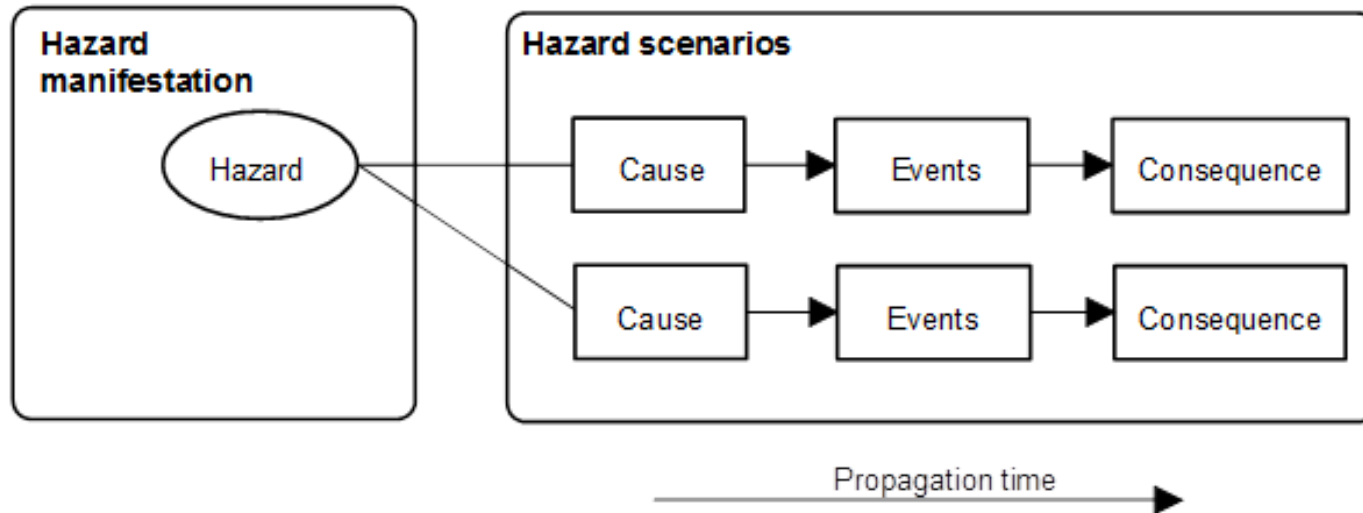 Hazard
manifestation
Hazard
Hazard scenarios
Cause
Events
Consequence
Cause
Events
Consequence
Propagation time